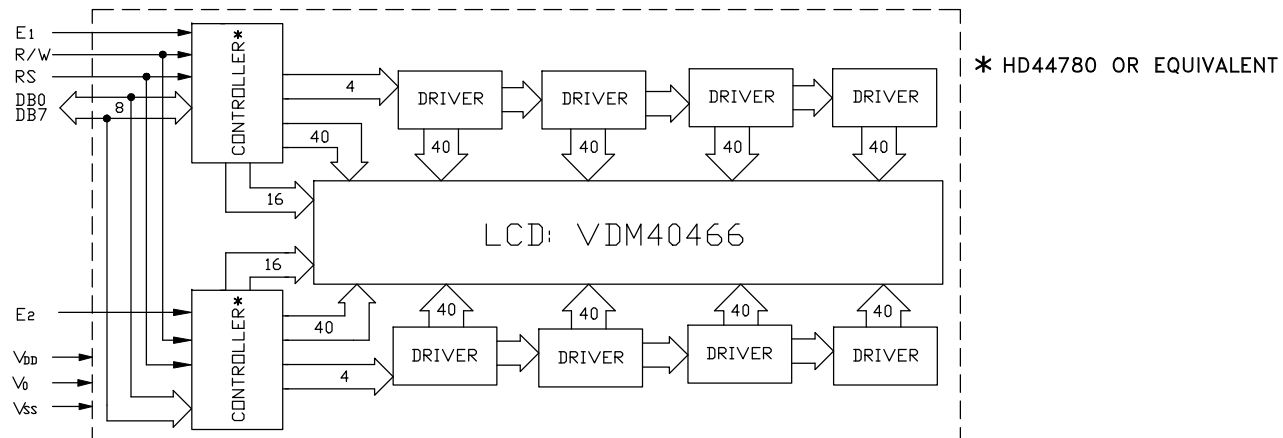 E1
R/W
RS
DB0
DB7
8
CONTROLLER*
4
40
16
DRIVER
DRIVER
DRIVER
DRIVER
40
40
40
40
* HD44780 OR EQUIVALENT
LCD: VDM40466
16
40
4
CONTROLLER*
40
40
40
40
DRIVER
DRIVER
DRIVER
DRIVER
E2
VDD
V0
VSS